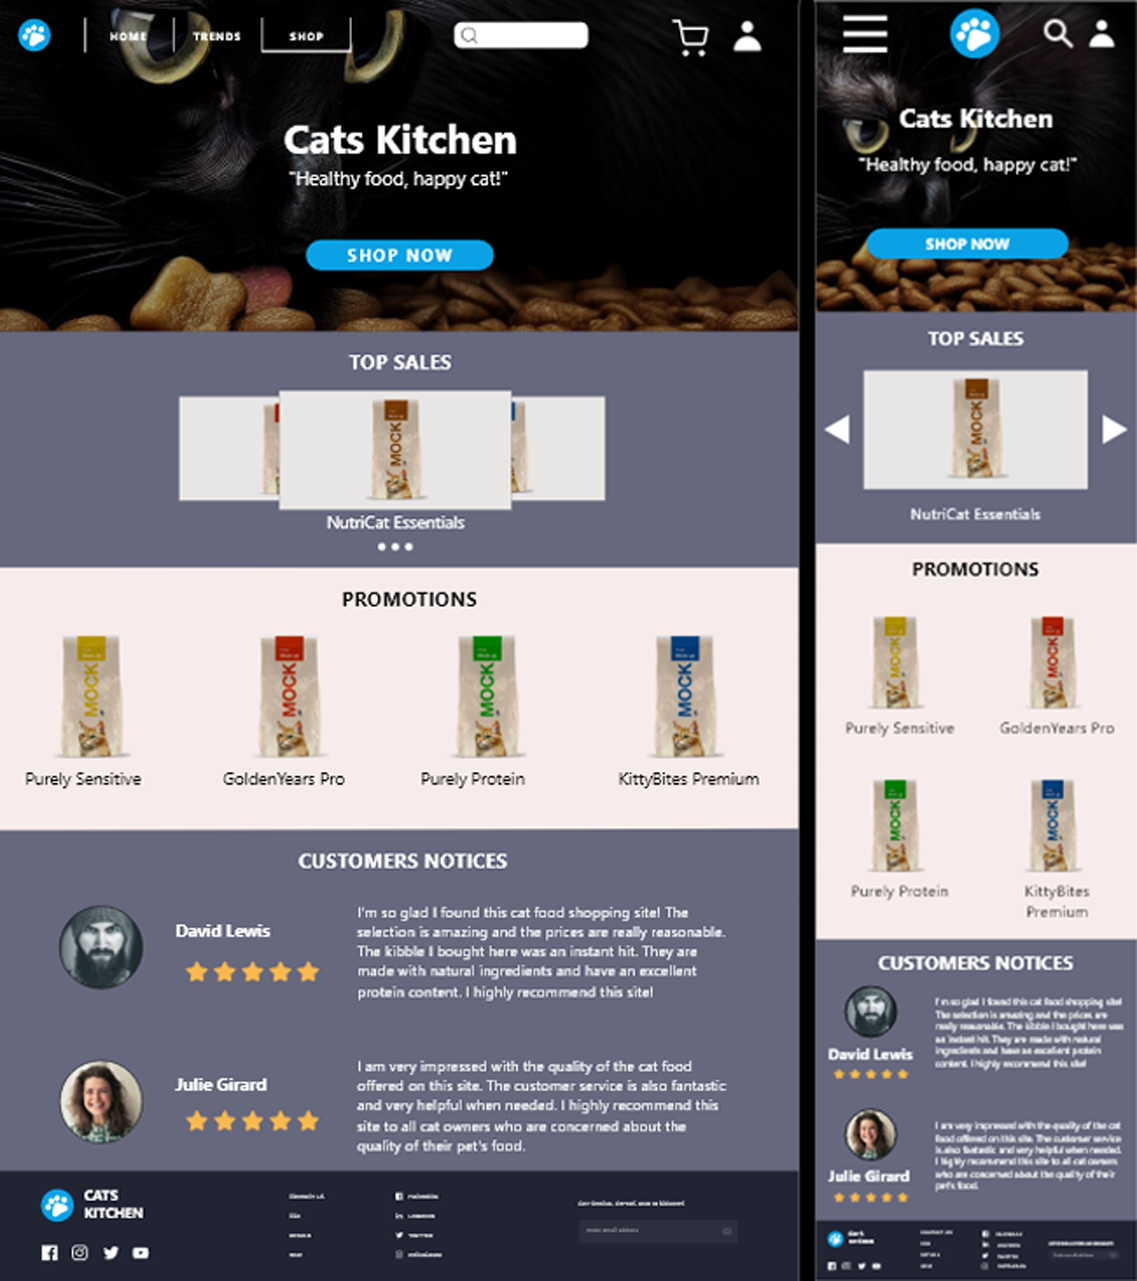 HOME
TRENDS
SHOP
Cats Kitchen
"Healthy food, happy cat!"
SHOP NOW
TOP SALES
MOCK
NutriCat Essentials
PROMOTIONS
MOCK
MOCK
MOCK
MOCK
Purely Sensitive
GoldenYears Pro
Purely Protein
KittyBites Premium
CUSTOMERS NOTICES
David Lewis
I'm so glad I found this cat food shopping site! The
selection is amazing and the prices are really reasonable.
The kibble I bought here was an instant hit. They are
made with natural ingredients and have an excellent
protein content. I highly recommend this site!
Julie Girard
I am very impressed with the quality of the cat food
offered on this site. The customer service is also fantastic
and very helpful when needed. I highly recommend this
site to all cat owners who are concerned about the
quality of their pet's food.
CATS
KITCHEN
TWITTER
Enter email address
Cats Kitchen
"Healthy food, happy cat!"
SHOP NOW
TOP SALES
MOCK
NutriCat Essentials
PROMOTIONS
MOCK
MOCK
Purely Sensitive
GoldenYears Pro
MOCK
MOCK
Purely Protein
KittyBites
Premium
CUSTOMERS NOTICES
David Lewis
I'm so glad I found this cat food shopping site!
The selection is amazing and the prices are
really reasonable. The kibble I bought here was
an instant hit. They are made with natural
ingredients and have an excellent protein
content. I highly recommend this site!
Julie Girard
I am very impressed with the quality of the cat
food offered on this site. The customer service
is also fantastic and very helpful when needed.
I highly recommend this site to all cat owners
who are concerned about the quality of their
pet's food.